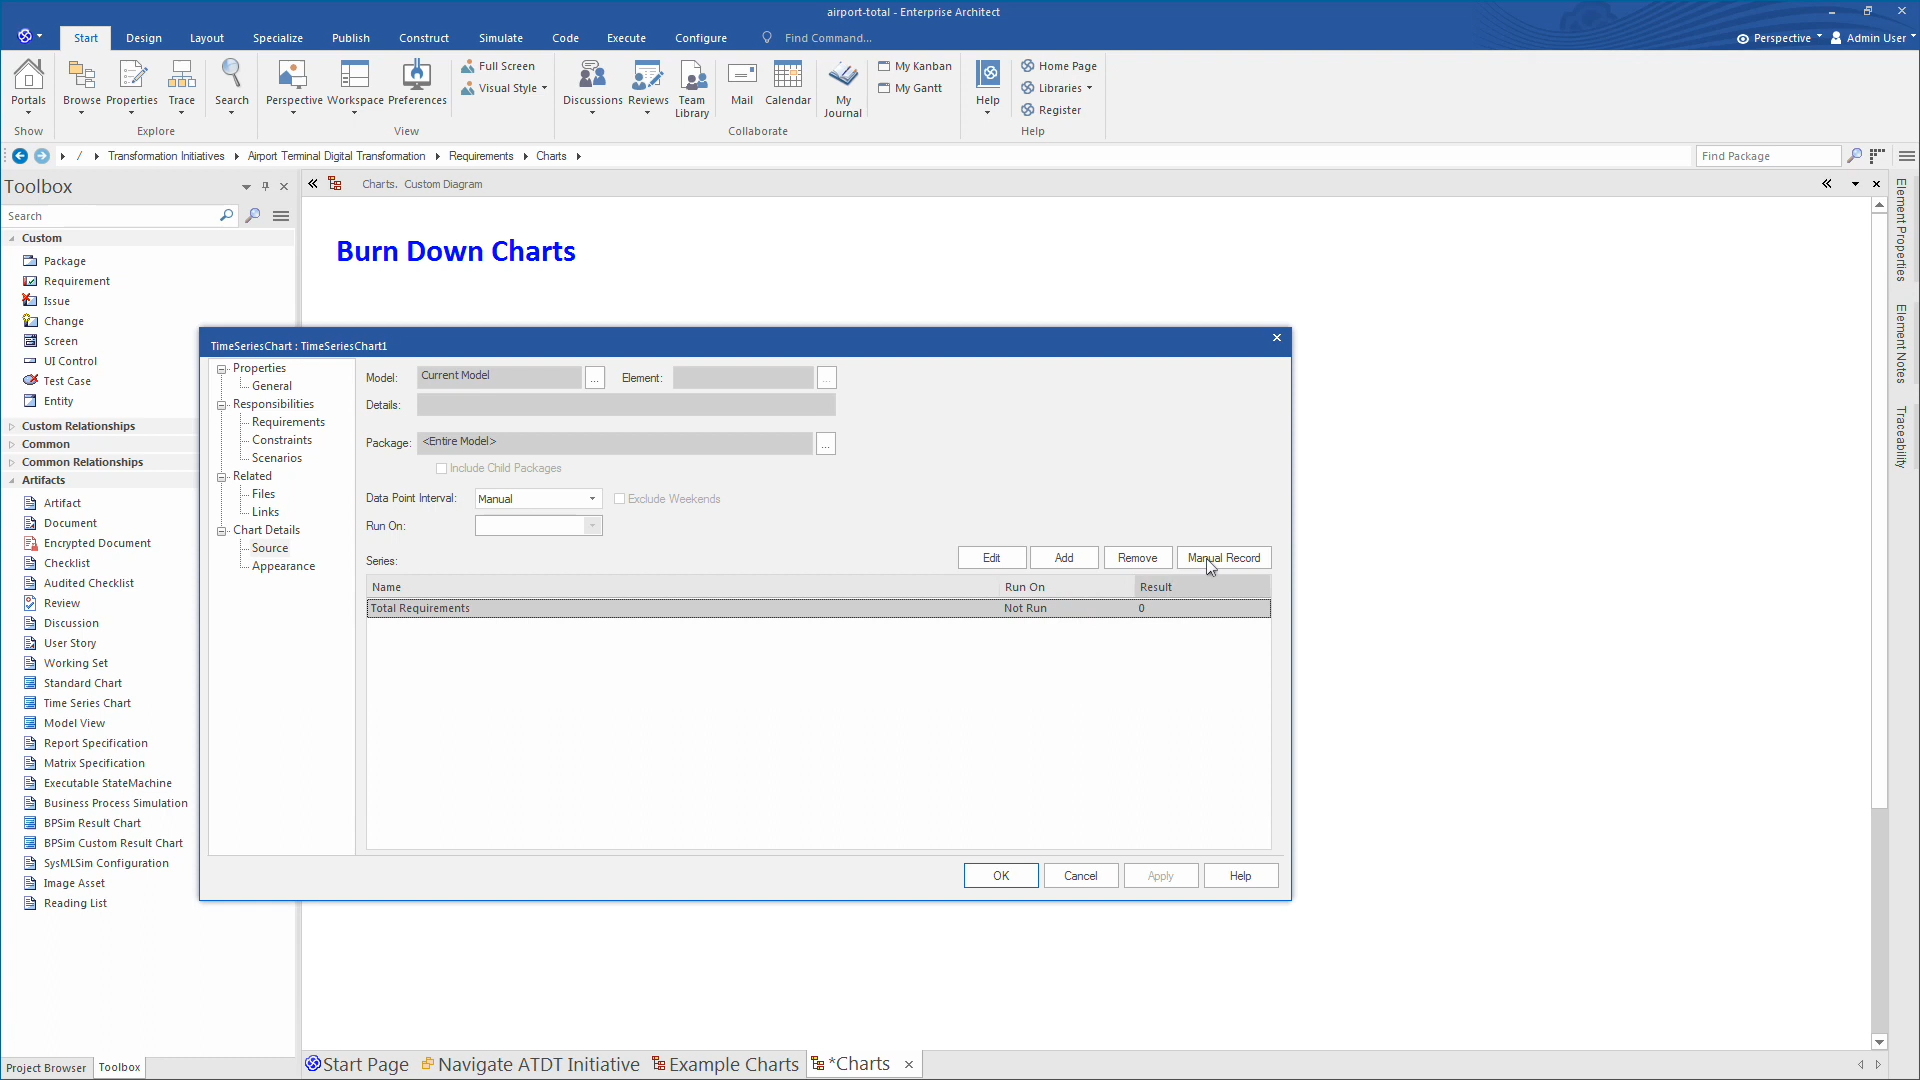 airport-total - Enterprise Architect
Start Design Layout Specialize Publish Construct Simulate Code Execute Configure Find Command... Perspective Admin User
Portals
Show
Browse Properties Trace
Explore
Search
Perspective Workspace Preferences
Full Screen
Visual Style
View
Discussions Reviews Team Library
Mail Calendar My Journal
My Kanban
My Gantt
Collaborate
Help
Home Page
Libraries
Register
Help
/ Transformation Initiatives Airport Terminal Digital Transformation Requirements Charts
Find Package
Toolbox
Search
Custom
Package
Requirement
Issue
Change
Screen
UI Control
Test Case
Entity
Custom Relationships
Common
Common Relationships
Artifacts
Artifact
Document
Encrypted Document
Checklist
Audited Checklist
Review
Discussion
User Story
Working Set
Standard Chart
Time Series Chart
Model View
Report Specification
Matrix Specification
Executable StateMachine
Business Process Simulation
BPSim Result Chart
BPSim Custom Result Chart
SysMLSim Configuration
Image Asset
Reading List
Project Browser Toolbox
Charts. Custom Diagram
Burn Down Charts
TimeSeriesChart : TimeSeriesChart1
Properties
General
Responsibilities
Requirements
Constraints
Scenarios
Related
Files
Links
Chart Details
Source
Appearance
Model: Current Model ... Element: ...
Details:
Package: <Entire Model> ...
Include Child Packages
Data Point Interval: Manual Exclude Weekends
Run On:
Series: Edit Add Remove Manual Record
Name Run On Result
Total Requirements Not Run 0
OK Cancel Apply Help
Start Page Navigate ATDT Initiative Example Charts *Charts
Element Properties
Element Notes
Traceability